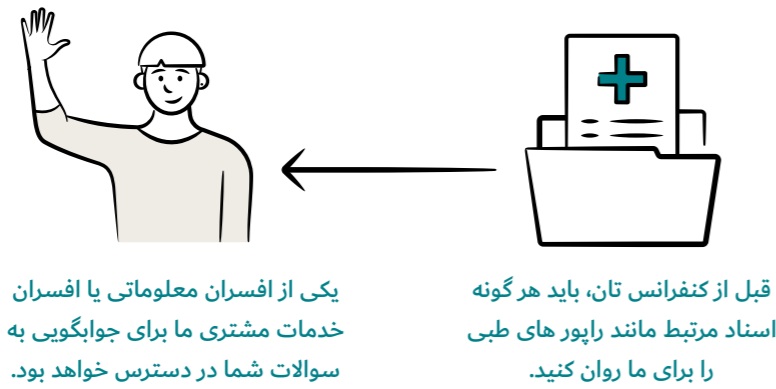 قبل از کنفرانس تان، باید هر گونه
اسناد مرتبط مانند راپور های طبی
را برای ما روان کنید.
یکی از افسران معلوماتی یا افسران
خدمات مشتری ما برای جوابگویی به
سوالات شما در دسترس خواهد بود.